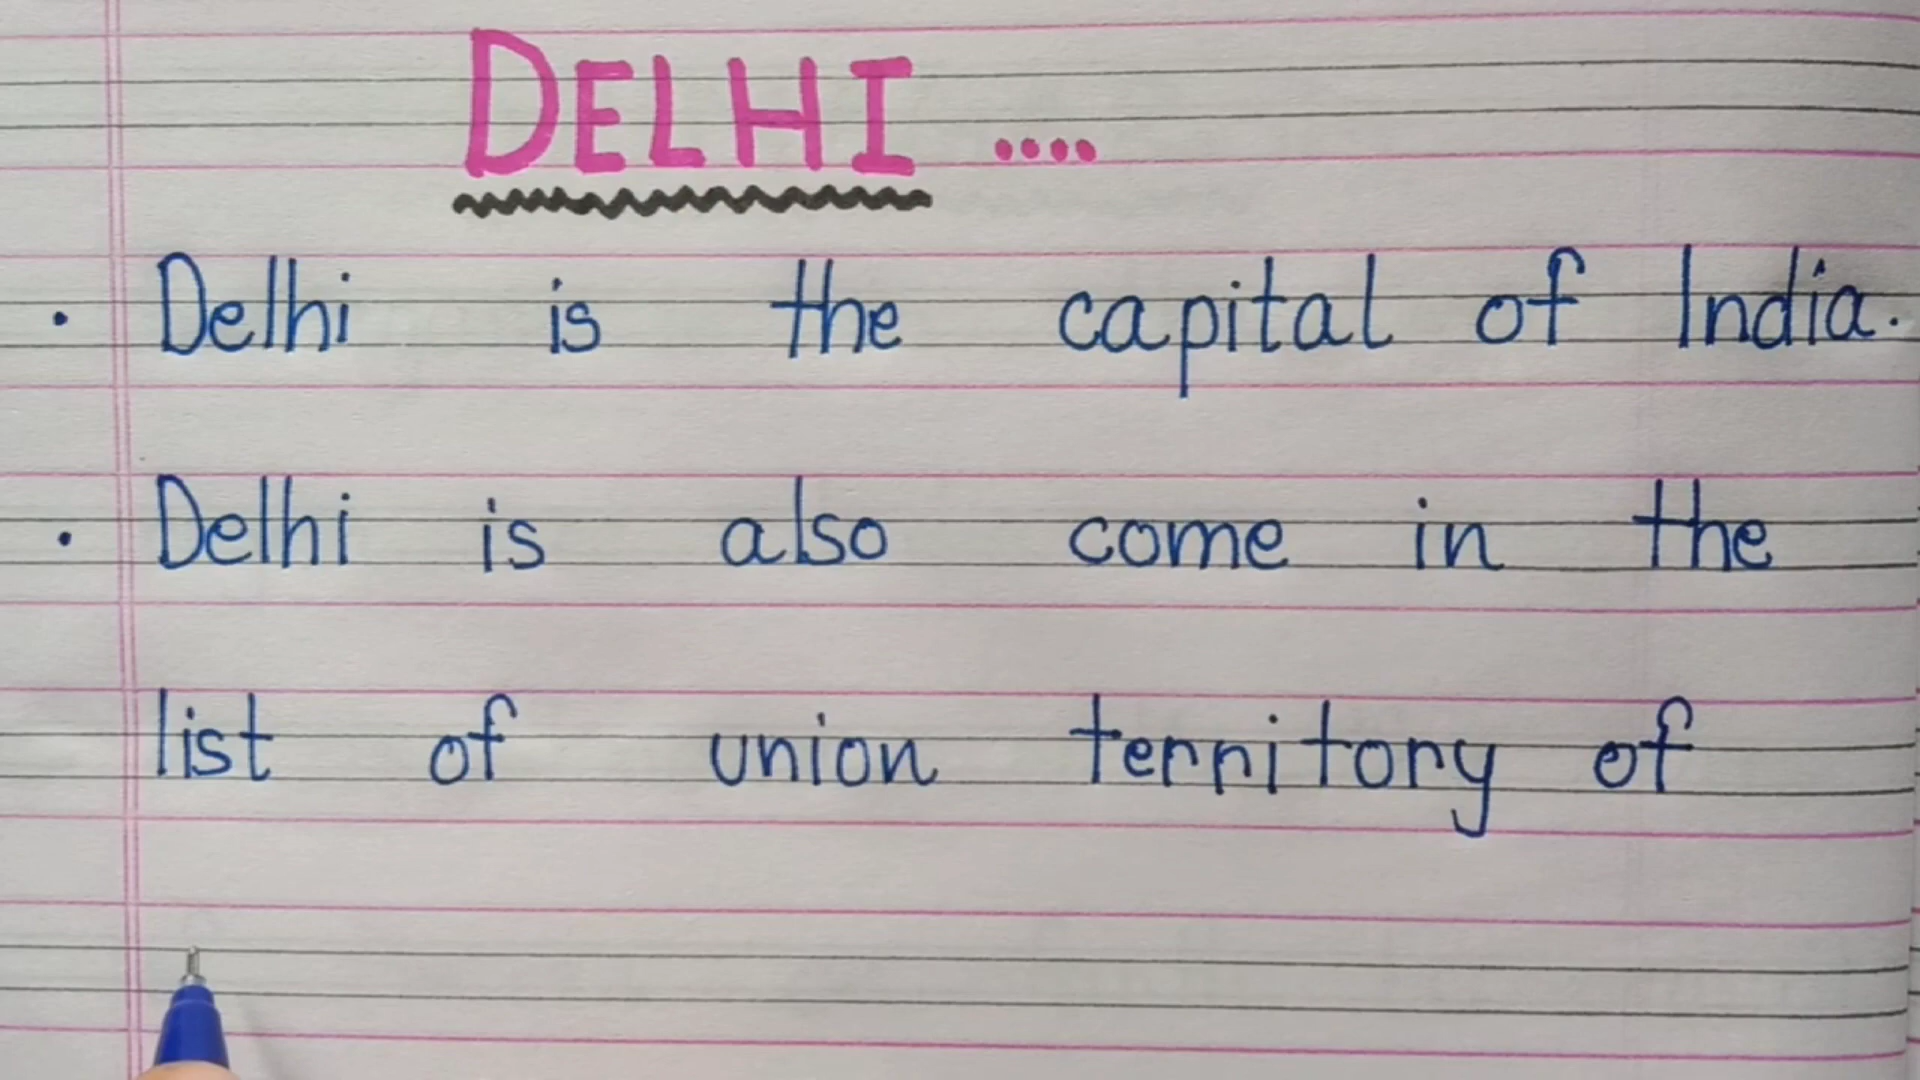 DELHI ....
. Delhi is the capital of India.
. Delhi is also come in the
list of union territory of